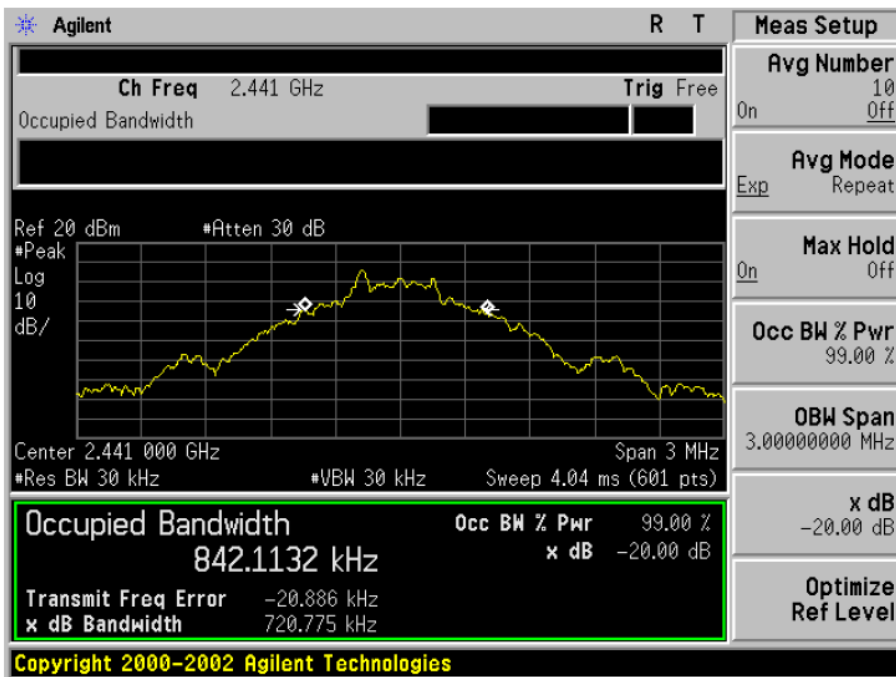 Agilent R T
Ch Freq 2.441 GHz Trig Free
Occupied Bandwidth
Ref 20 dBm #Atten 30 dB
#Peak
Log
10
dB/
Center 2.441 000 GHz Span 3 MHz
#Res BW 30 kHz #VBW 30 kHz Sweep 4.04 ms (601 pts)
Occupied Bandwidth
842.1132 kHz
Occ BW % Pwr 99.00 %
x dB -20.00 dB
Transmit Freq Error -20.886 kHz
x dB Bandwidth 720.775 kHz
Copyright 2000-2002 Agilent Technologies
Meas Setup
Avg Number
10
On Off
Avg Mode
Exp Repeat
Max Hold
On Off
Occ BW % Pwr
99.00 %
OBW Span
3.00000000 MHz
x dB
-20.00 dB
Optimize
Ref Level